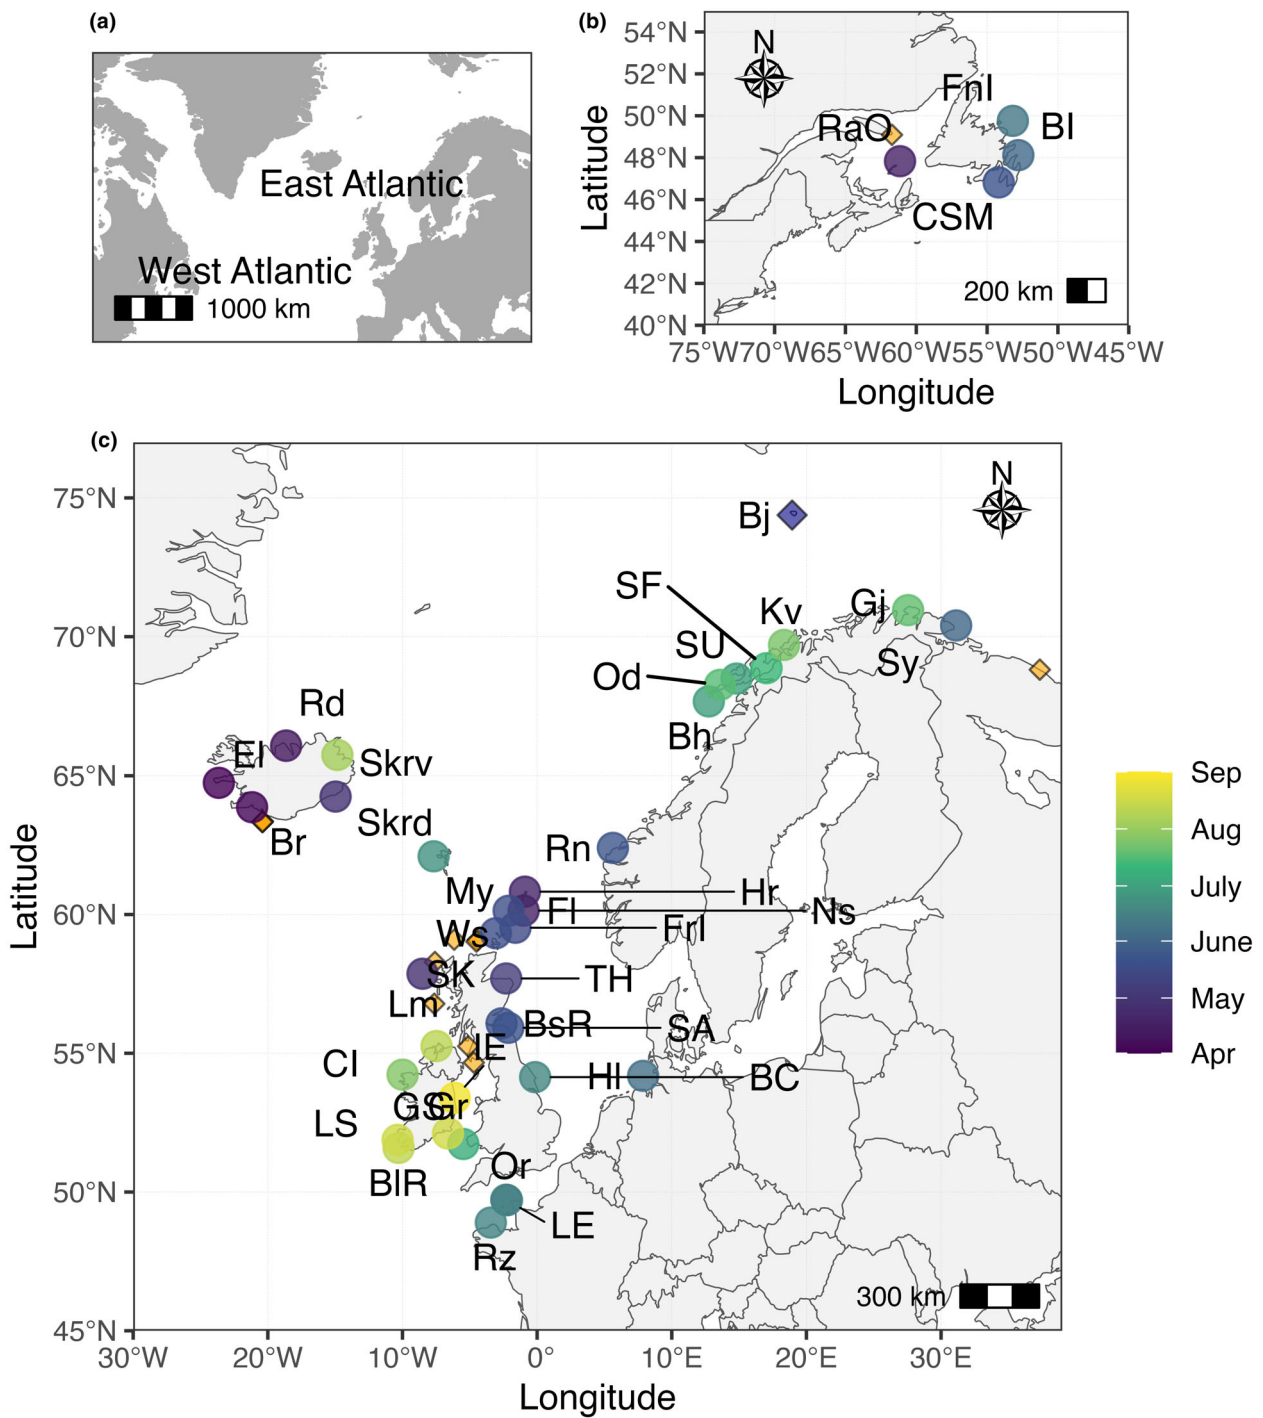 (a)
East Atlantic
West Atlantic
1000 km
(b)
54°N
52°N
50°N
48°N
46°N
44°N
42°N
40°N
Latitude
N
FnI
BI
RaO
CSM
200 km
75°W70°W65°W60°W55°W50°W45°W
Longitude
(c)
75°N
70°N
65°N
60°N
55°N
50°N
45°N
Latitude
N
Bj
SF
Kv
Gj
SU
Sy
Od
Bh
Rd
El
Skrv
Skrd
Br
Rn
My
Hr
Fl
Ns
Ws
Frl
SK
TH
Lm
BsR
SA
IE
CI
Hl
BC
GS
Gr
LS
BIR
Or
LE
Rz
300 km
30°W
20°W
10°W
0°
10°E
20°E
30°E
Longitude
Sep
Aug
July
June
May
Apr